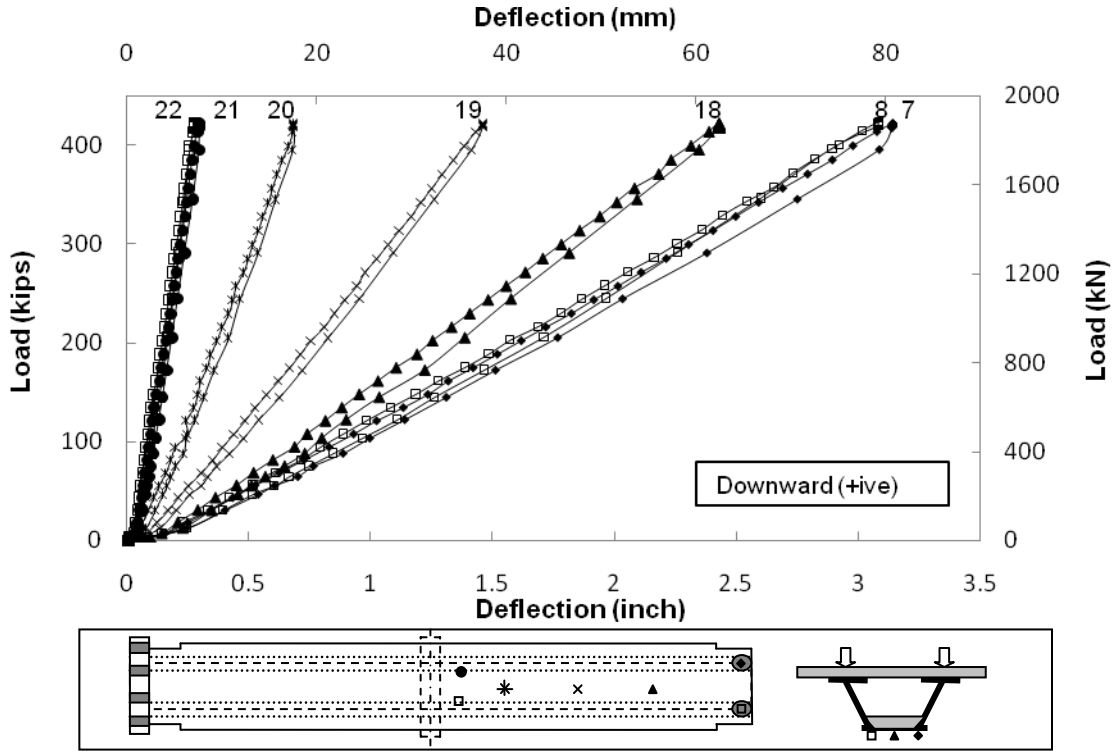 Deflection (mm)
0 20 40 60 80
22 21 20 19 18 8 7
400
300
200
100
0
2000
1600
1200
800
400
0
Load (kips)
Load (kN)
Downward (+ive)
0 0.5 1 1.5 2 2.5 3 3.5
Deflection (inch)